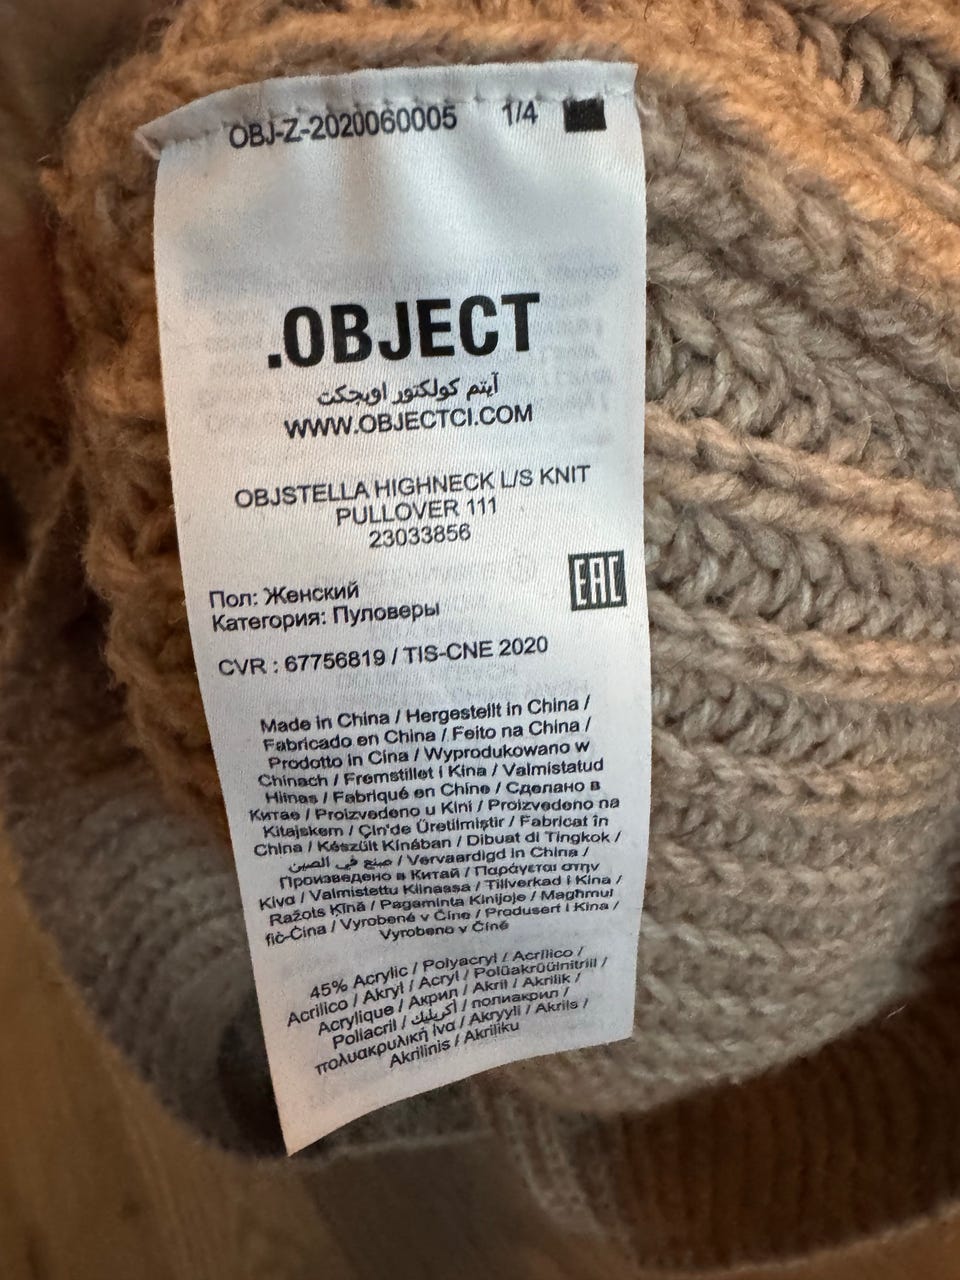 OBJ-Z-2020060005 1/4
.OBJECT
آيتم كولكتور اوبجكت
WWW.OBJECTCI.COM
OBJSTELLA HIGHNECK L/S KNIT
PULLOVER 111
23033856
EAC
Пол: Женский
Категория: Пуловеры
CVR : 67756819 / TIS-CNE 2020
Made in China / Hergestellt in China /
Fabricado en China / Feito na China /
Prodotto in Cina / Wyprodukowano w
Chinach / Fremstillet i Kina / Valmistatud
Hiinas / Fabriqué en Chine / Сделано в
Китае / Proizvedeno u Kini / Proizvedeno na
Kitajskem / Çin'de Üretilmiştir / Fabricat în
China / Készült Kínában / Dibuat di Tingkok /
صنع في الصين / Vervaardigd in China /
Произведено в Китай / Παράγεται στην
Κίνα / Valmistettu Kiinassa / Tillverkad i Kina /
Ražots Ķīnā / Pagaminta Kinijoje / Magħmul
fiċ-Ċina / Vyrobené v Číne / Produsert i Kina /
Vyrobeno v Číně
45% Acrylic / Polyacryl / Acrílico /
Acrilico / Akryl / Acryl / Polüakrüülnitriil /
Acrylique / Акрил / Akril / Akrilik /
Poliacril / أكريليك / полиакрил /
πολυακρυλική ίνα / Akryyli / Akrils /
Akrilinis / Akriliku